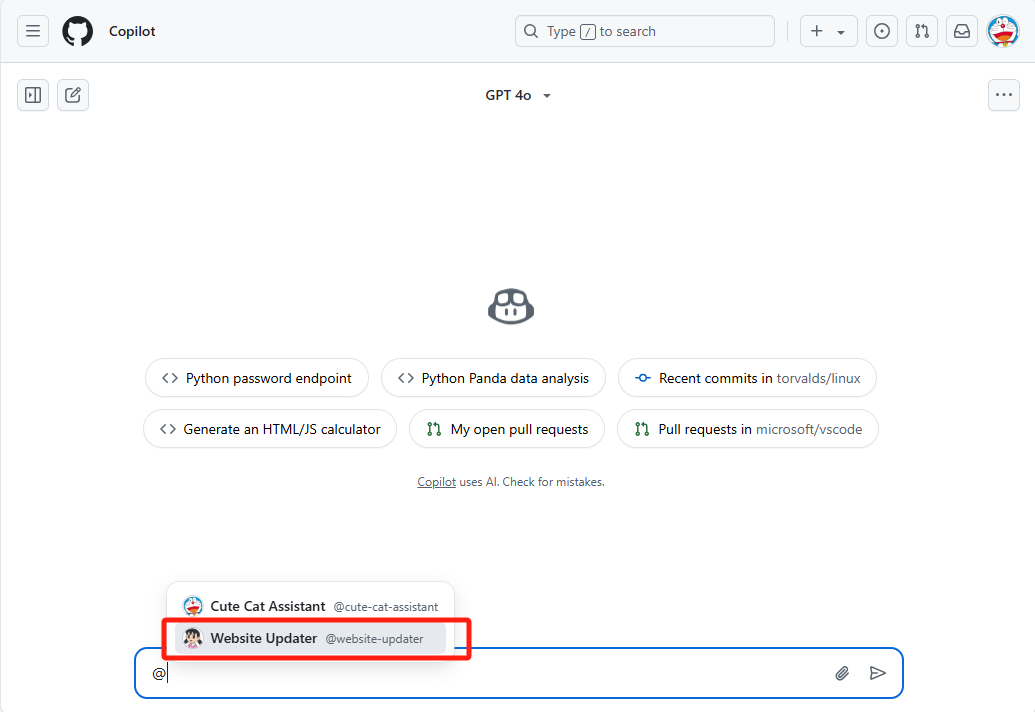 Copilot
Type / to search
GPT 4o
Python password endpoint
Python Panda data analysis
Recent commits in torvalds/linux
Generate an HTML/JS calculator
My open pull requests
Pull requests in microsoft/vscode
Copilot uses AI. Check for mistakes.
Cute Cat Assistant @cute-cat-assistant
Website Updater @website-updater
@